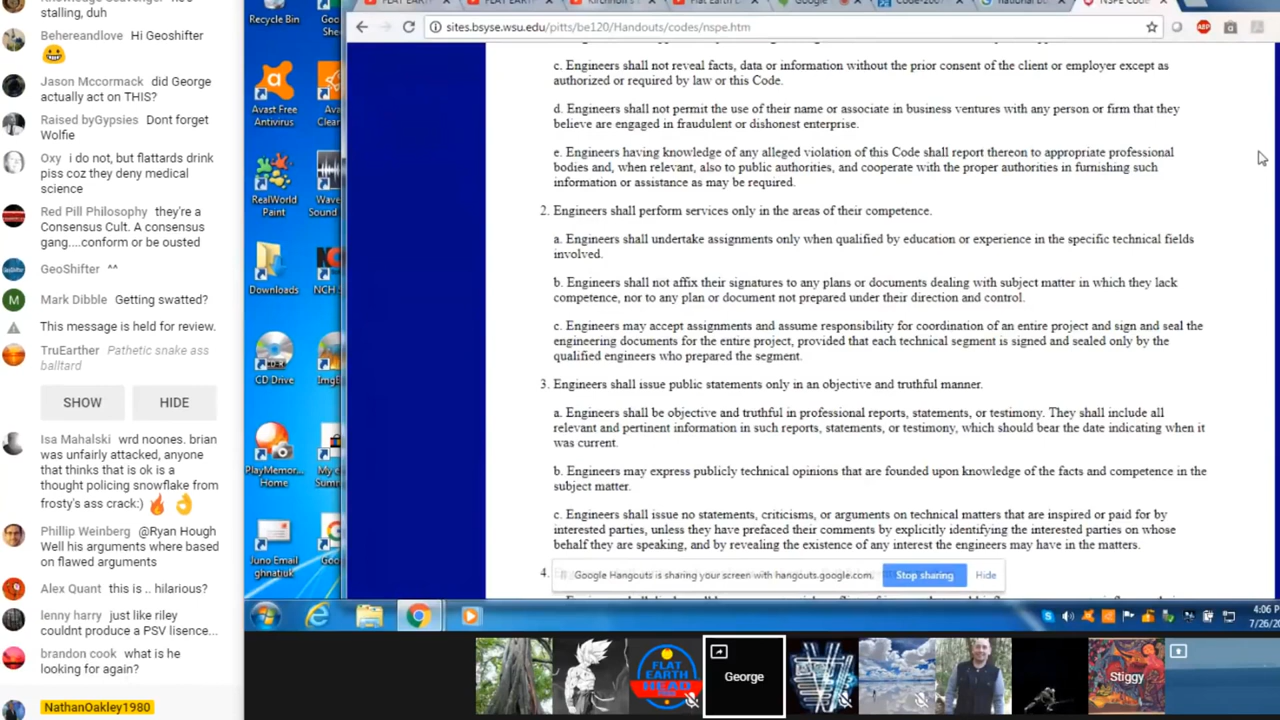 stalling, duh
Behereandlove Hi Geoshifter
Jason Mccormack did George
actually act on THIS?
Raised byGypsies Dont forget
Wolfie
Oxy i do not, but flattards drink
piss coz they deny medical
science
Red Pill Philosophy they're a
Consensus Cult. A consensus
gang....conform or be ousted
GeoShifter ^^
Mark Dibble Getting swatted?
This message is held for review.
TruEarther Pathetic snake ass
balltard
SHOW HIDE
Isa Mahalski wrd noones. brian
was unfairly attacked, anyone
that thinks that is ok is a
thought policing snowflake from
frosty's ass crack:)
Phillip Weinberg @Ryan Hough
Well his arguments where based
on flawed arguments
Alex Quant this is .. hilarious?
lenny harry just like riley
couldnt produce a PSV lisence...
brandon cook what is he
looking for again?
NathanOakley1980
Recycle Bin
Avast Free
Antivirus
RealWorld
Paint
Downloads
CD Drive
PlayMemor...
Home
Juno Email
ghnatiuk
Wave
Sound
NCH
sites.bsyse.wsu.edu/pitts/be120/Handouts/codes/nspe.htm
c. Engineers shall not reveal facts, data or information without the prior consent of the client or employer except as
authorized or required by law or this Code.
d. Engineers shall not permit the use of their name or associate in business ventures with any person or firm that they
believe are engaged in fraudulent or dishonest enterprise.
e. Engineers having knowledge of any alleged violation of this Code shall report thereon to appropriate professional
bodies and, when relevant, also to public authorities, and cooperate with the proper authorities in furnishing such
information or assistance as may be required.
2. Engineers shall perform services only in the areas of their competence.
a. Engineers shall undertake assignments only when qualified by education or experience in the specific technical fields
involved.
b. Engineers shall not affix their signatures to any plans or documents dealing with subject matter in which they lack
competence, nor to any plan or document not prepared under their direction and control.
c. Engineers may accept assignments and assume responsibility for coordination of an entire project and sign and seal the
engineering documents for the entire project, provided that each technical segment is signed and sealed only by the
qualified engineers who prepared the segment.
3. Engineers shall issue public statements only in an objective and truthful manner.
a. Engineers shall be objective and truthful in professional reports, statements, or testimony. They shall include all
relevant and pertinent information in such reports, statements, or testimony, which should bear the date indicating when it
was current.
b. Engineers may express publicly technical opinions that are founded upon knowledge of the facts and competence in the
subject matter.
c. Engineers shall issue no statements, criticisms, or arguments on technical matters that are inspired or paid for by
interested parties, unless they have prefaced their comments by explicitly identifying the interested parties on whose
behalf they are speaking, and by revealing the existence of any interest the engineers may have in the matters.
4.
Google Hangouts is sharing your screen with hangouts.google.com. Stop sharing Hide
4:06 P
7/26/20
FLAT
EARTH
HEAD
George
Stiggy